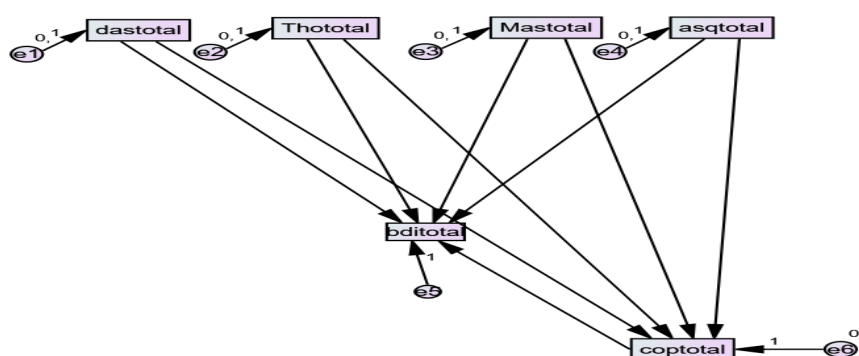 0, 1 dastotal 0, 1 Thototal 0, 1 Mastotal 0, 1 asqtotal
e1 e2 e3 e4
bditotal
1
e5
0
1
coptotal e6